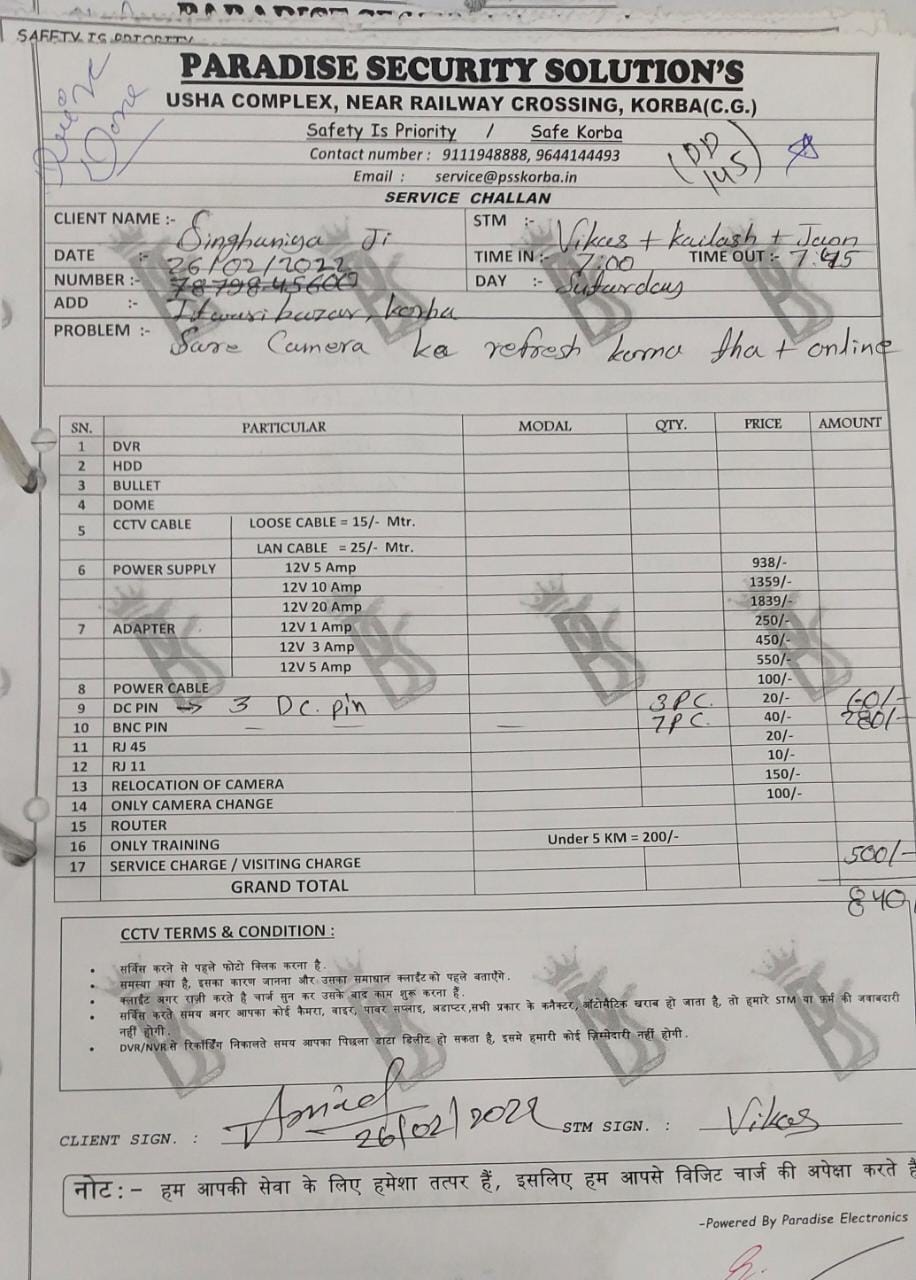 SAFETY IS PRIORITY
Done
PARADISE SECURITY SOLUTION'S
USHA COMPLEX, NEAR RAILWAY CROSSING, KORBA(C.G.)
Safety Is Priority / Safe Korba
Contact number : 9111948888, 9644144493
(DD 145)
Email : service@psskorba.in
SERVICE CHALLAN
CLIENT NAME :- Singhaniya Ji STM :- Vikas + Kailash +
DATE :- 26/02/2022 TIME IN :- 7:00 TIME OUT :- 7:45
NUMBER :- 78798-45600 DAY :- Saturday
ADD :- Itwari bazar, korba
PROBLEM :- Sare Camera ka refresh karna tha + online
SN. PARTICULAR MODAL QTY. PRICE AMOUNT
1 DVR
2 HDD
3 BULLET
4 DOME
5 CCTV CABLE LOOSE CABLE = 15/- Mtr.
LAN CABLE = 25/- Mtr.
6 POWER SUPPLY 12V 5 Amp 938/-
12V 10 Amp 1359/-
12V 20 Amp 1839/-
7 ADAPTER 12V 1 Amp 250/-
12V 3 Amp 450/-
12V 5 Amp 550/-
8 POWER CABLE 100/-
9 DC PIN → 3 DC. pin 3 PC. 20/- 60/-
10 BNC PIN — — — 7 PC. 40/- 280/-
11 RJ 45 20/-
12 RJ 11 10/-
13 RELOCATION OF CAMERA 150/-
14 ONLY CAMERA CHANGE 100/-
15 ROUTER
16 ONLY TRAINING Under 5 KM = 200/-
17 SERVICE CHARGE / VISITING CHARGE 500/-
GRAND TOTAL 840/
CCTV TERMS & CONDITION :
• सर्विस करने से पहले फोटो क्लिक करना है .
• समस्या क्या है, इसका कारण जानना और उसका समाधान क्लाईंट को पहले बताएँगे.
• क्लाईंट अगर राज़ी करते है चार्ज सुन कर उसके बाद काम शुरू करना हैं .
• सर्विस करते समय अगर आपका कोई कैमरा, वाइर, पावर सप्लाइ, अडाप्टर,सभी प्रकार के कनैक्टर, ऑटोमैटिक खराब हो जाता है, तो हमारे STM या फ़र्म की जवाबदारी
नहीं होगी .
• DVR/NVR से रिकॉर्डिंग निकालते समय आपका पिछला डाटा डिलीट हो सकता है, इसमे हमारी कोई ज़िम्मेदारी नहीं होगी .
CLIENT SIGN. : 26/02/2022 STM SIGN. : Vikas
नोट:- हम आपकी सेवा के लिए हमेशा तत्पर हैं, इसलिए हम आपसे विजिट चार्ज की अपेक्षा करते है
-Powered By Paradise Electronics